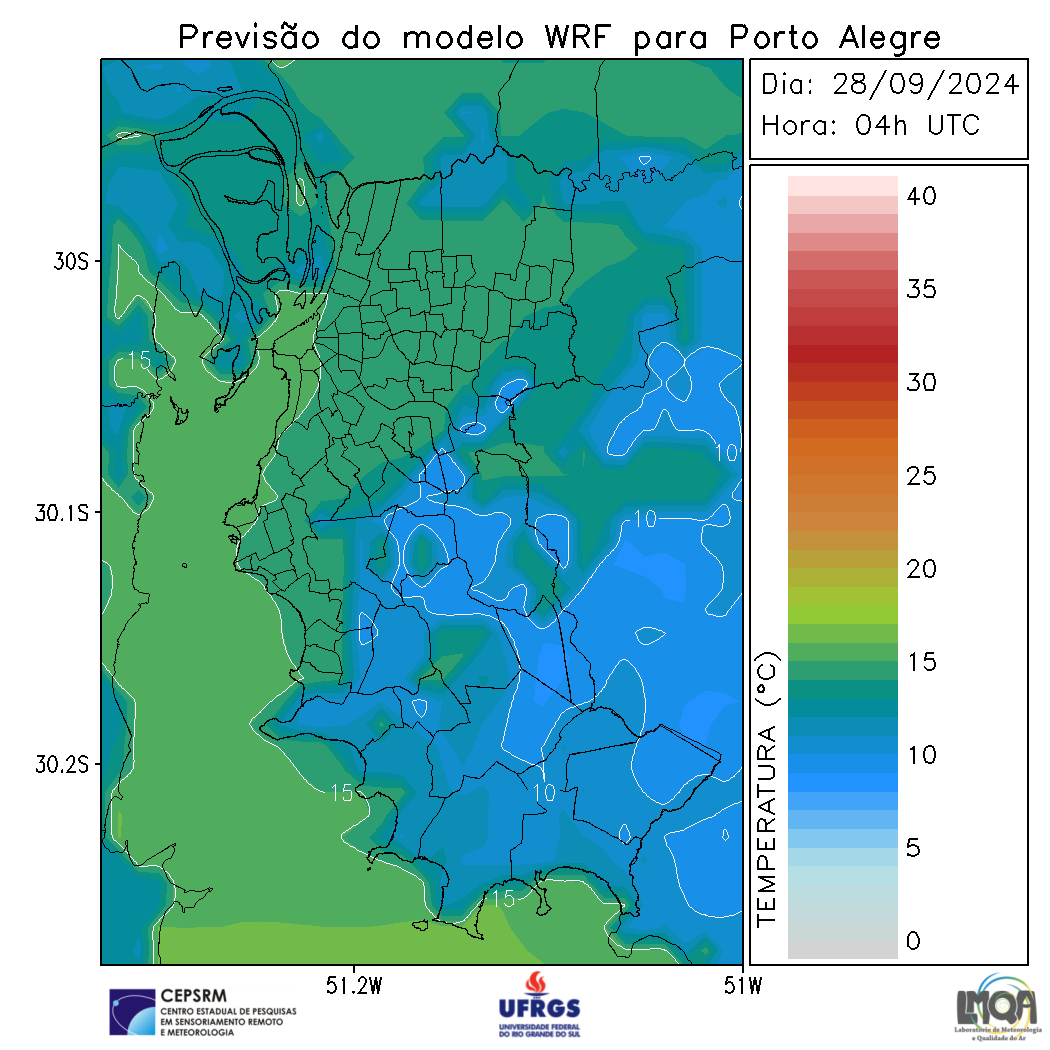 Previsão do modelo WRF para Porto Alegre
Dia: 28/09/2024
Hora: 04h UTC
40
35
30
25
20
15
10
5
0
TEMPERATURA (°C)
30S
30.1S
30.2S
51.2W
51W
15
10
10
15
10
15
CEPSRM
CENTRO ESTADUAL DE PESQUISAS
EM SENSORIAMENTO REMOTO
E METEOROLOGIA
UFRGS
UNIVERSIDADE FEDERAL
DO RIO GRANDE DO SUL
LMQA
Laboratório de Meteorologia
e Qualidade do Ar